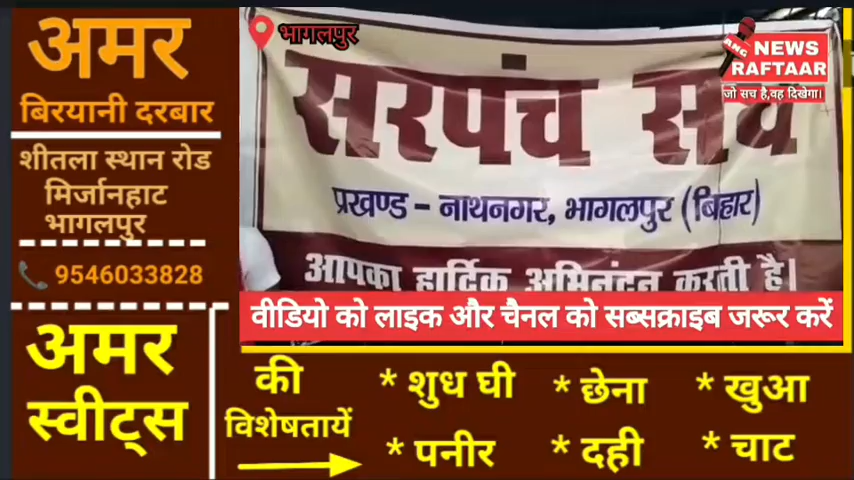 अमर
बिरयानी दरबार
शीतला स्थान रोड
मिर्जानहाट
भागलपुर
9546033828
अमर
स्वीट्स
भागलपुर
RNG NEWS
RAFTAAR
जो सच है,वह दिखेगा।
सरपंच
प्रखण्ड - नाथनगर, भागलपुर (बिहार)
आपका हार्दिक अभिनंदन करती है।
वीडियो को लाइक और चैनल को सब्सक्राइब जरूर करें
की
विशेषतायें
* शुध घी * छेना * खुआ
* पनीर * दही * चाट